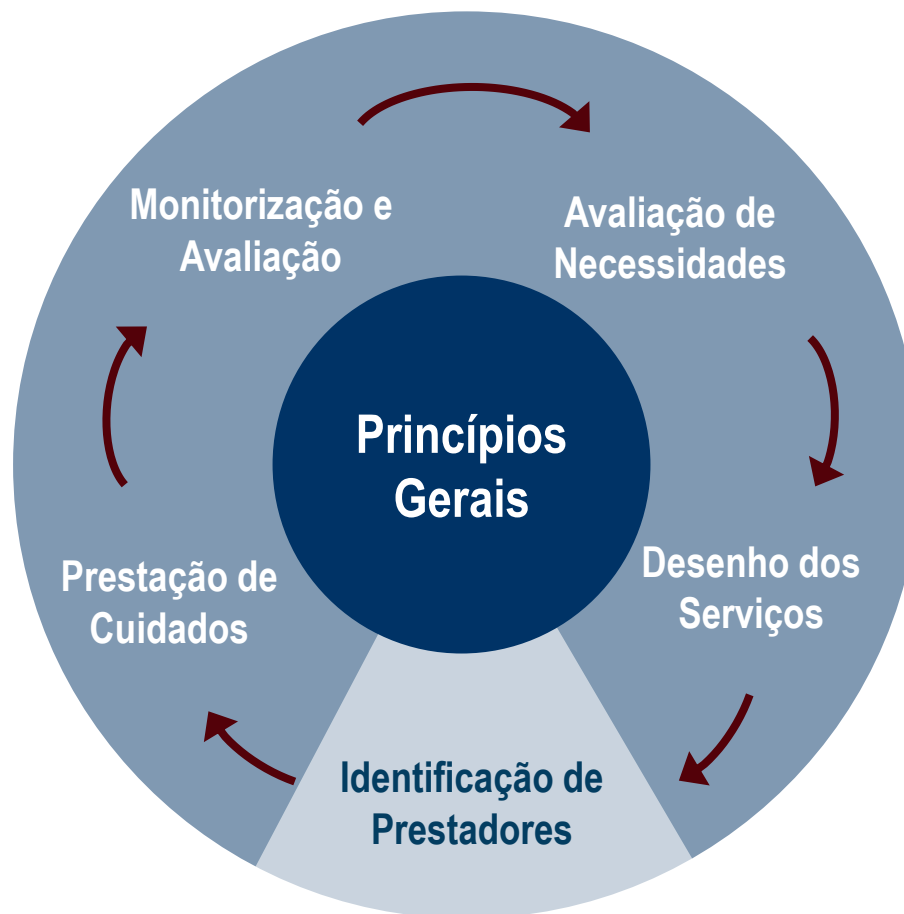 Monitorização e
Avaliação
Avaliação de
Necessidades
Princípios
Gerais
Prestação de
Cuidados
Desenho dos
Serviços
Identificação de
Prestadores